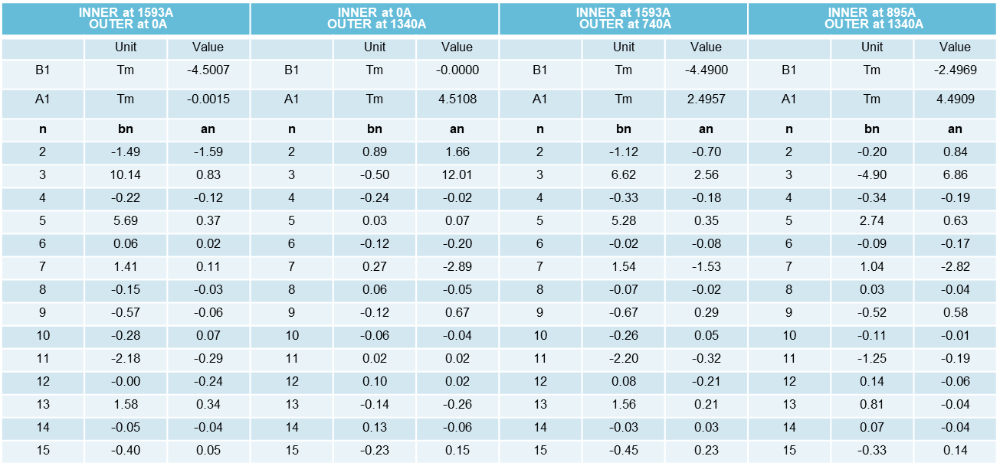 INNER at 1593A INNER at 0A INNER at 1593A INNER at 895A
OUTER at 0A OUTER at 1340A OUTER at 740A OUTER at 1340A
Unit Value Unit Value Unit Value Unit Value
B1 Tm -4.5007 B1 Tm -0.0000 B1 Tm -4.4900 B1 Tm -2.4969
A1 Tm -0.0015 A1 Tm 4.5108 A1 Tm 2.4957 A1 Tm 4.4909
n bn an n bn an n bn an n bn an
2 -1.49 -1.59 2 0.89 1.66 2 -1.12 -0.70 2 -0.20 0.84
3 10.14 0.83 3 -0.50 12.01 3 6.62 2.56 3 -4.90 6.86
4 -0.22 -0.12 4 -0.24 -0.02 4 -0.33 -0.18 4 -0.34 -0.19
5 5.69 0.37 5 0.03 0.07 5 5.28 0.35 5 2.74 0.63
6 0.06 0.02 6 -0.12 -0.20 6 -0.02 -0.08 6 -0.09 -0.17
7 1.41 0.11 7 0.27 -2.89 7 1.54 -1.53 7 1.04 -2.82
8 -0.15 -0.03 8 0.06 -0.05 8 -0.07 -0.02 8 0.03 -0.04
9 -0.57 -0.06 9 -0.12 0.67 9 -0.67 0.29 9 -0.52 0.58
10 -0.28 0.07 10 -0.06 -0.04 10 -0.26 0.05 10 -0.11 -0.01
11 -2.18 -0.29 11 0.02 0.02 11 -2.20 -0.32 11 -1.25 -0.19
12 -0.00 -0.24 12 0.10 0.02 12 0.08 -0.21 12 0.14 -0.06
13 1.58 0.34 13 -0.14 -0.26 13 1.56 0.21 13 0.81 -0.04
14 -0.05 -0.04 14 0.13 -0.06 14 -0.03 0.03 14 0.07 -0.04
15 -0.40 0.05 15 -0.23 0.15 15 -0.45 0.23 15 -0.33 0.14